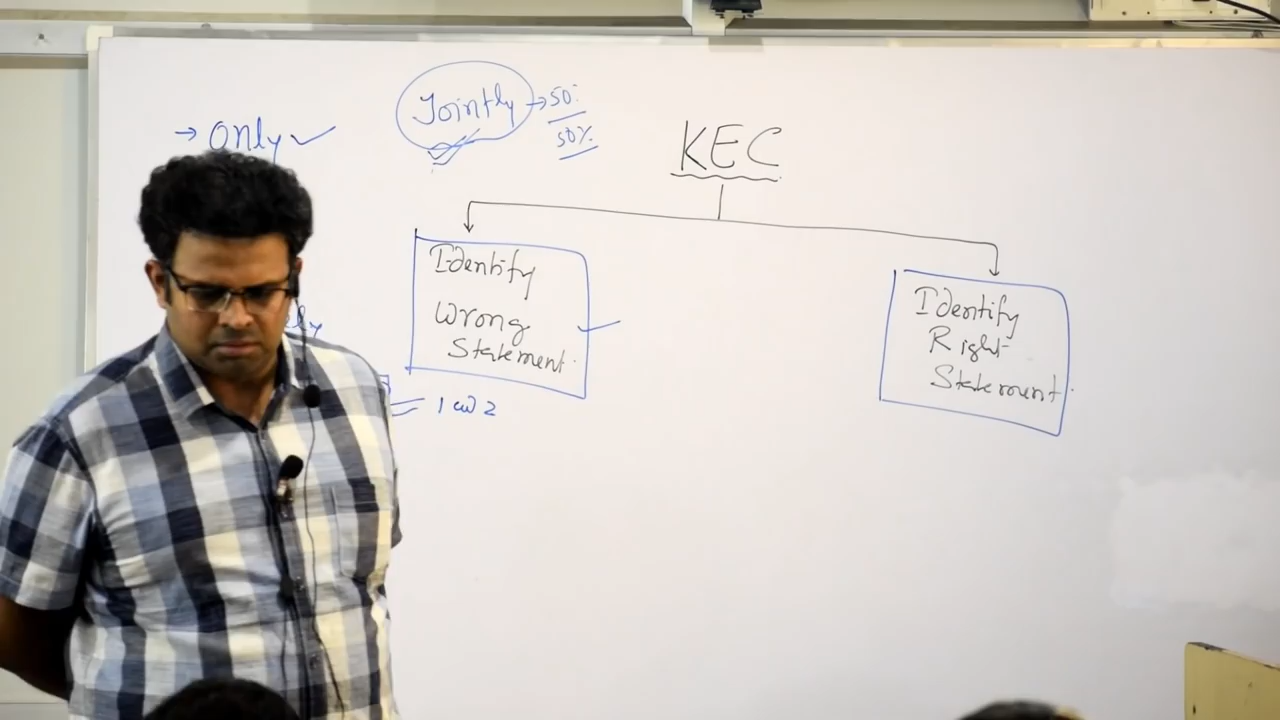 → Only ✓
Jointly → 50%
50%
KEC
Identify
Wrong
Statement.
Identify
Right
Statement.
1 (w) 2